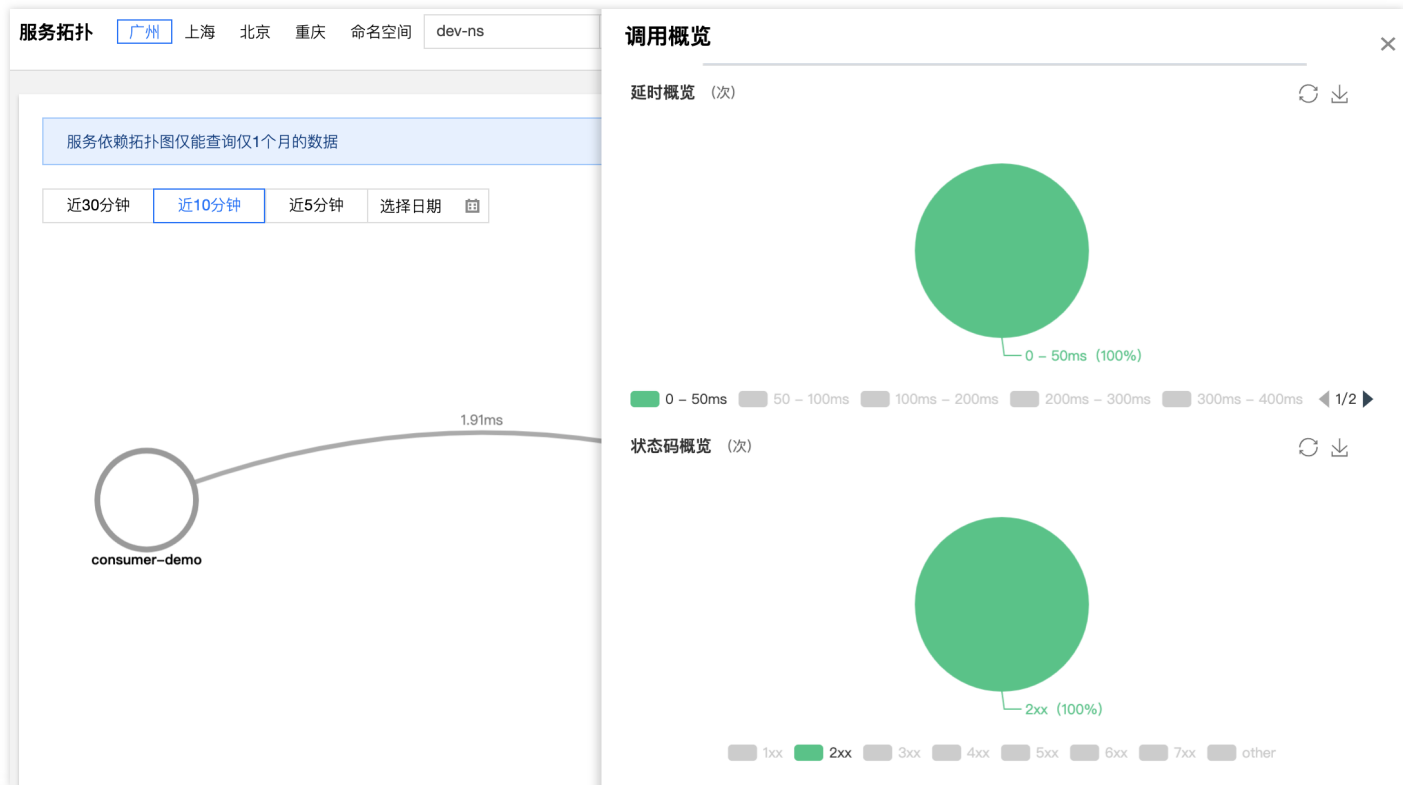 服务拓扑 广州 上海 北京 重庆 命名空间 dev-ns
服务依赖拓扑图仅能查询仅1个月的数据
近30分钟 近10分钟 近5分钟 选择日期
1.91ms
consumer-demo
调用概览
延时概览 （次）
0 - 50ms (100%)
0 - 50ms 50 - 100ms 100ms - 200ms 200ms - 300ms 300ms - 400ms 1/2
状态码概览 （次）
2xx (100%)
1xx 2xx 3xx 4xx 5xx 6xx 7xx other